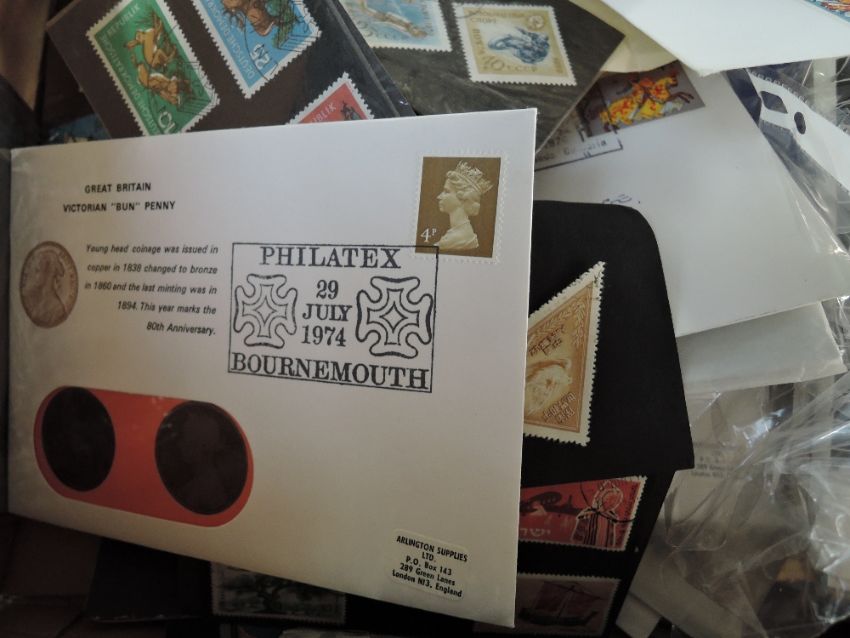 GREAT BRITAIN
VICTORIAN "BUN" PENNY
Young head coinage was issued in
copper in 1838 changed to bronze
in 1860 and the last minting was in
1894. This year marks the
80th Anniversary.
4P
PHILATEX
29
JULY
1974
BOURNEMOUTH
ARLINGTON SUPPLIES
LTD.
P.O. Box 143
289 Green Lanes
London N13, England
10